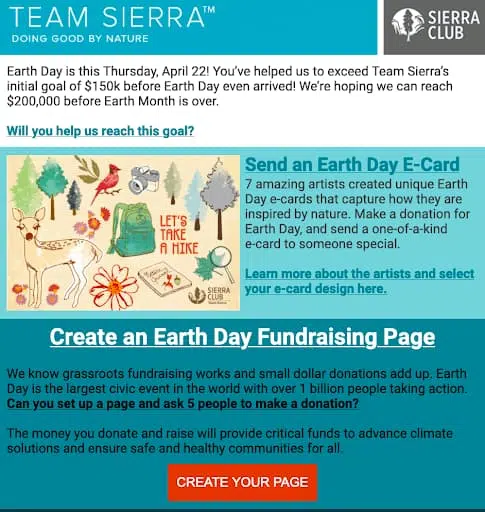 TEAM SIERRA™
DOING GOOD BY NATURE
SIERRA
CLUB
Earth Day is this Thursday, April 22! You've helped us to exceed Team Sierra's
initial goal of $150k before Earth Day even arrived! We're hoping we can reach
$200,000 before Earth Month is over.
Will you help us reach this goal?
LET'S
TAKE
A
HIKE
SIERRA
CLUB
Send an Earth Day E-Card
7 amazing artists created unique Earth
Day e-cards that capture how they are
inspired by nature. Make a donation for
Earth Day, and send a one-of-a-kind
e-card to someone special.
Learn more about the artists and select
your e-card design here.
Create an Earth Day Fundraising Page
We know grassroots fundraising works and small dollar donations add up. Earth
Day is the largest civic event in the world with over 1 billion people taking action.
Can you set up a page and ask 5 people to make a donation?
The money you donate and raise will provide critical funds to advance climate
solutions and ensure safe and healthy communities for all.
CREATE YOUR PAGE